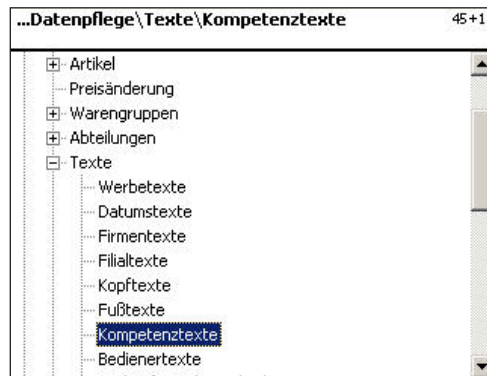 ...Datenpflege\Texte\Kompetenztexte 45+1
Artikel
Preisänderung
Warengruppen
Abteilungen
Texte
Werbetexte
Datumstexte
Firmentexte
Filialtexte
Kopftexte
Fußtexte
Kompetenztexte
Bedienertexte